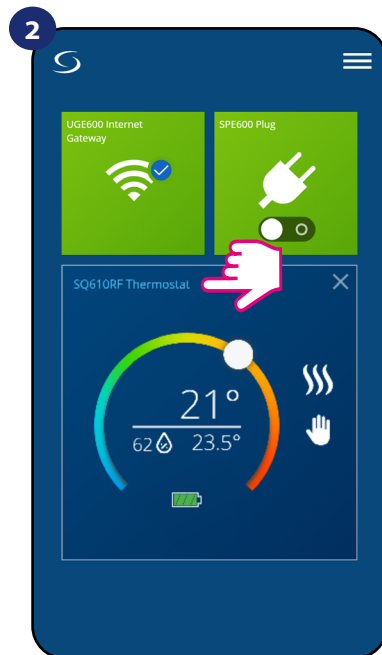 2
UGE600 Internet
Gateway
SPE600 Plug
SQ610RF Thermostat
21°
62 23.5°